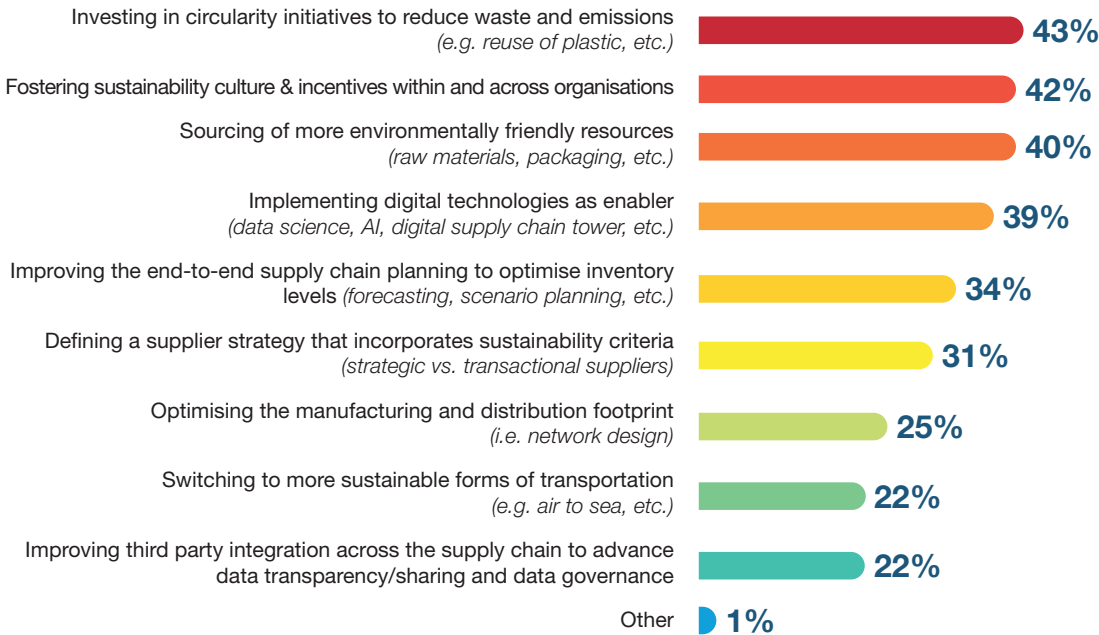 Investing in circularity initiatives to reduce waste and emissions
(e.g. reuse of plastic, etc.)
43%
Fostering sustainability culture & incentives within and across organisations
42%
Sourcing of more environmentally friendly resources
(raw materials, packaging, etc.)
40%
Implementing digital technologies as enabler
(data science, AI, digital supply chain tower, etc.)
39%
Improving the end-to-end supply chain planning to optimise inventory
levels (forecasting, scenario planning, etc.)
34%
Defining a supplier strategy that incorporates sustainability criteria
(strategic vs. transactional suppliers)
31%
Optimising the manufacturing and distribution footprint
(i.e. network design)
25%
Switching to more sustainable forms of transportation
(e.g. air to sea, etc.)
22%
Improving third party integration across the supply chain to advance
data transparency/sharing and data governance
22%
Other
1%